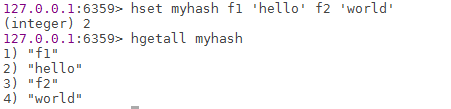 127.0.0.1:6359> hset myhash f1 'hello' f2 'world'
(integer) 2
127.0.0.1:6359> hgetall myhash
1) "f1"
2) "hello"
3) "f2"
4) "world"